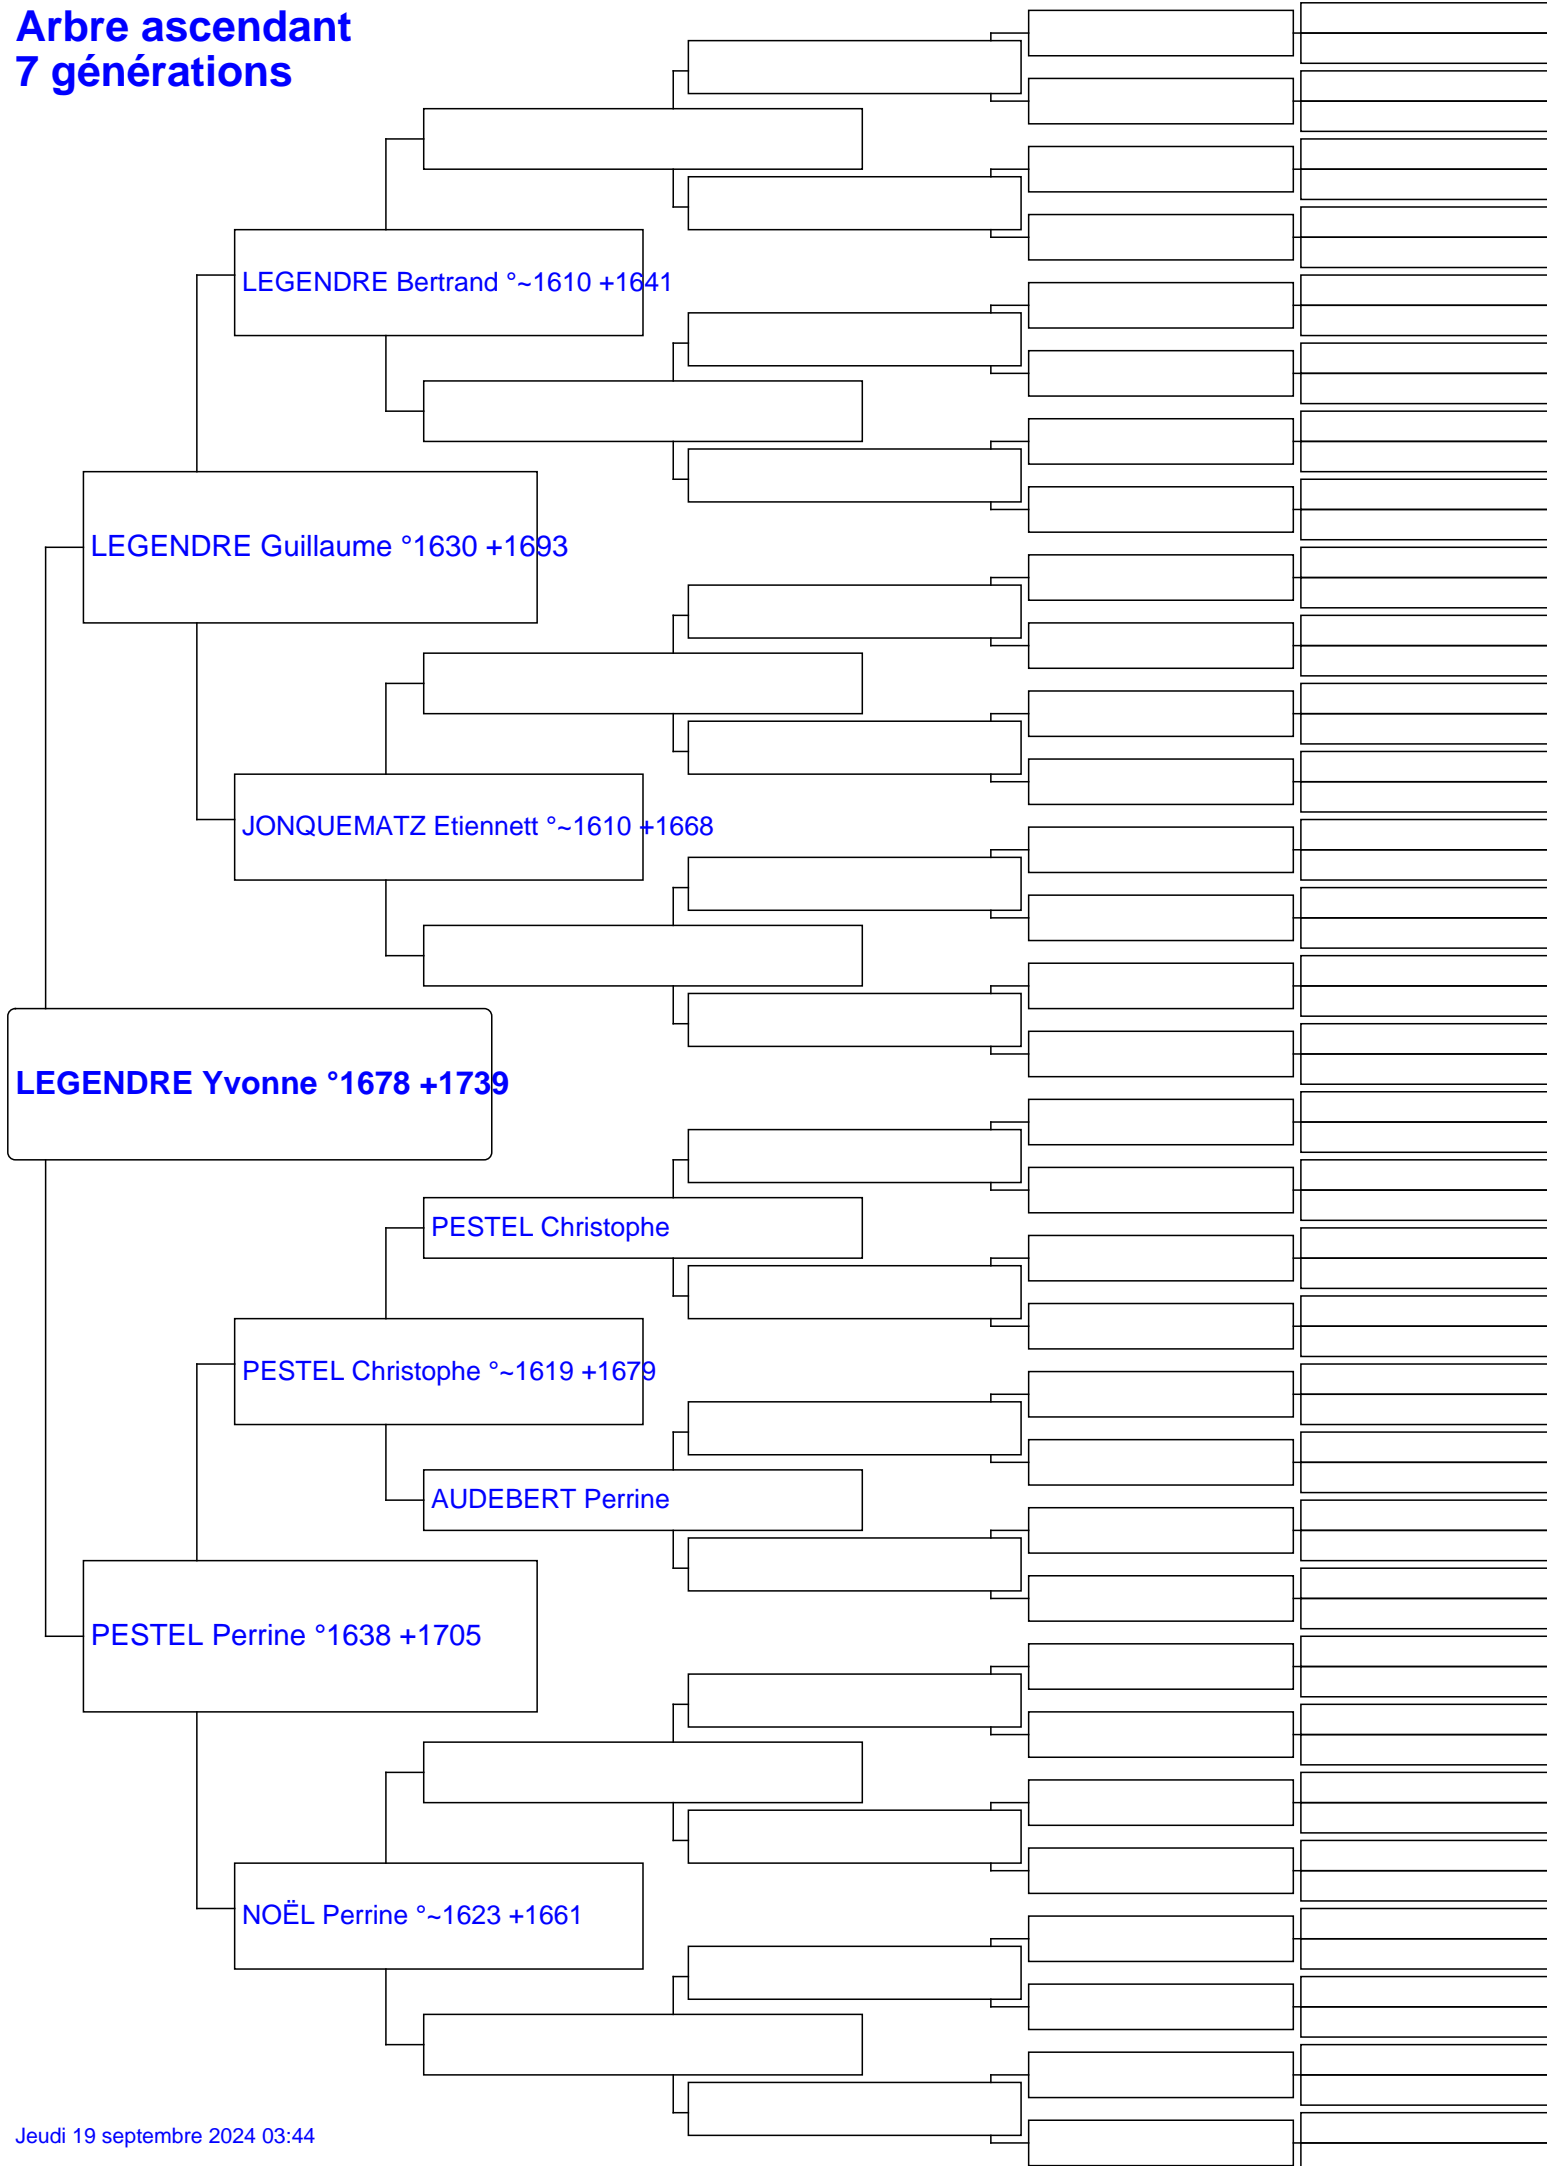 Arbre ascendant
7 générations
LEGENDRE Bertrand °~1610 +1641
LEGENDRE Guillaume °1630 +1693
JONQUEMATZ Etiennett °~1610 +1668
LEGENDRE Yvonne °1678 +1739
PESTEL Christophe
PESTEL Christophe °~1619 +1679
AUDEBERT Perrine
PESTEL Perrine °1638 +1705
NOËL Perrine °~1623 +1661
Jeudi 19 septembre 2024 03:44